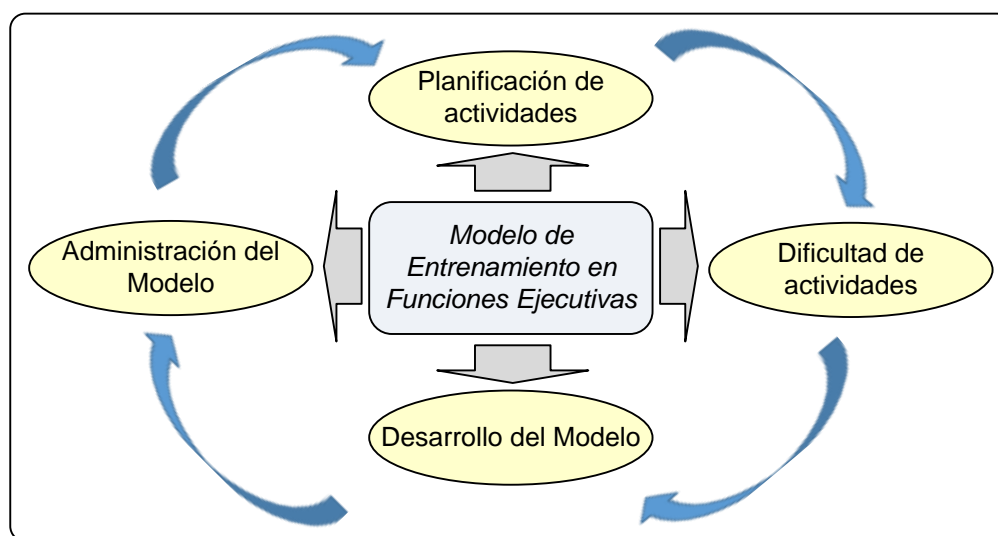 Planificación de
actividades
Administración del
Modelo
Modelo de
Entrenamiento en
Funciones Ejecutivas
Dificultad de
actividades
Desarrollo del Modelo